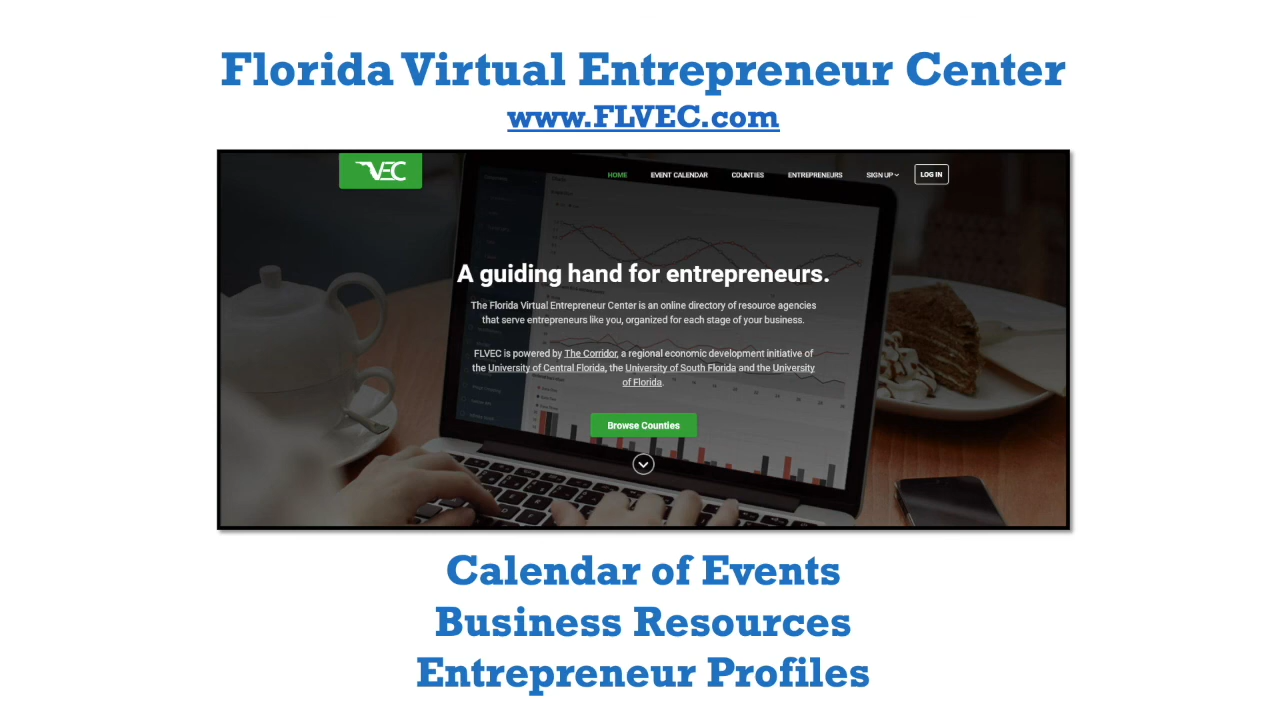 Florida Virtual Entrepreneur Center
www.FLVEC.com
VEC
HOME EVENT CALENDAR COUNTIES ENTREPRENEURS SIGN UP LOG IN
A guiding hand for entrepreneurs.
The Florida Virtual Entrepreneur Center is an online directory of resource agencies
that serve entrepreneurs like you, organized for each stage of your business.
FLVEC is powered by The Corridor, a regional economic development initiative of
the University of Central Florida, the University of South Florida and the University
of Florida.
Browse Counties
Calendar of Events
Business Resources
Entrepreneur Profiles